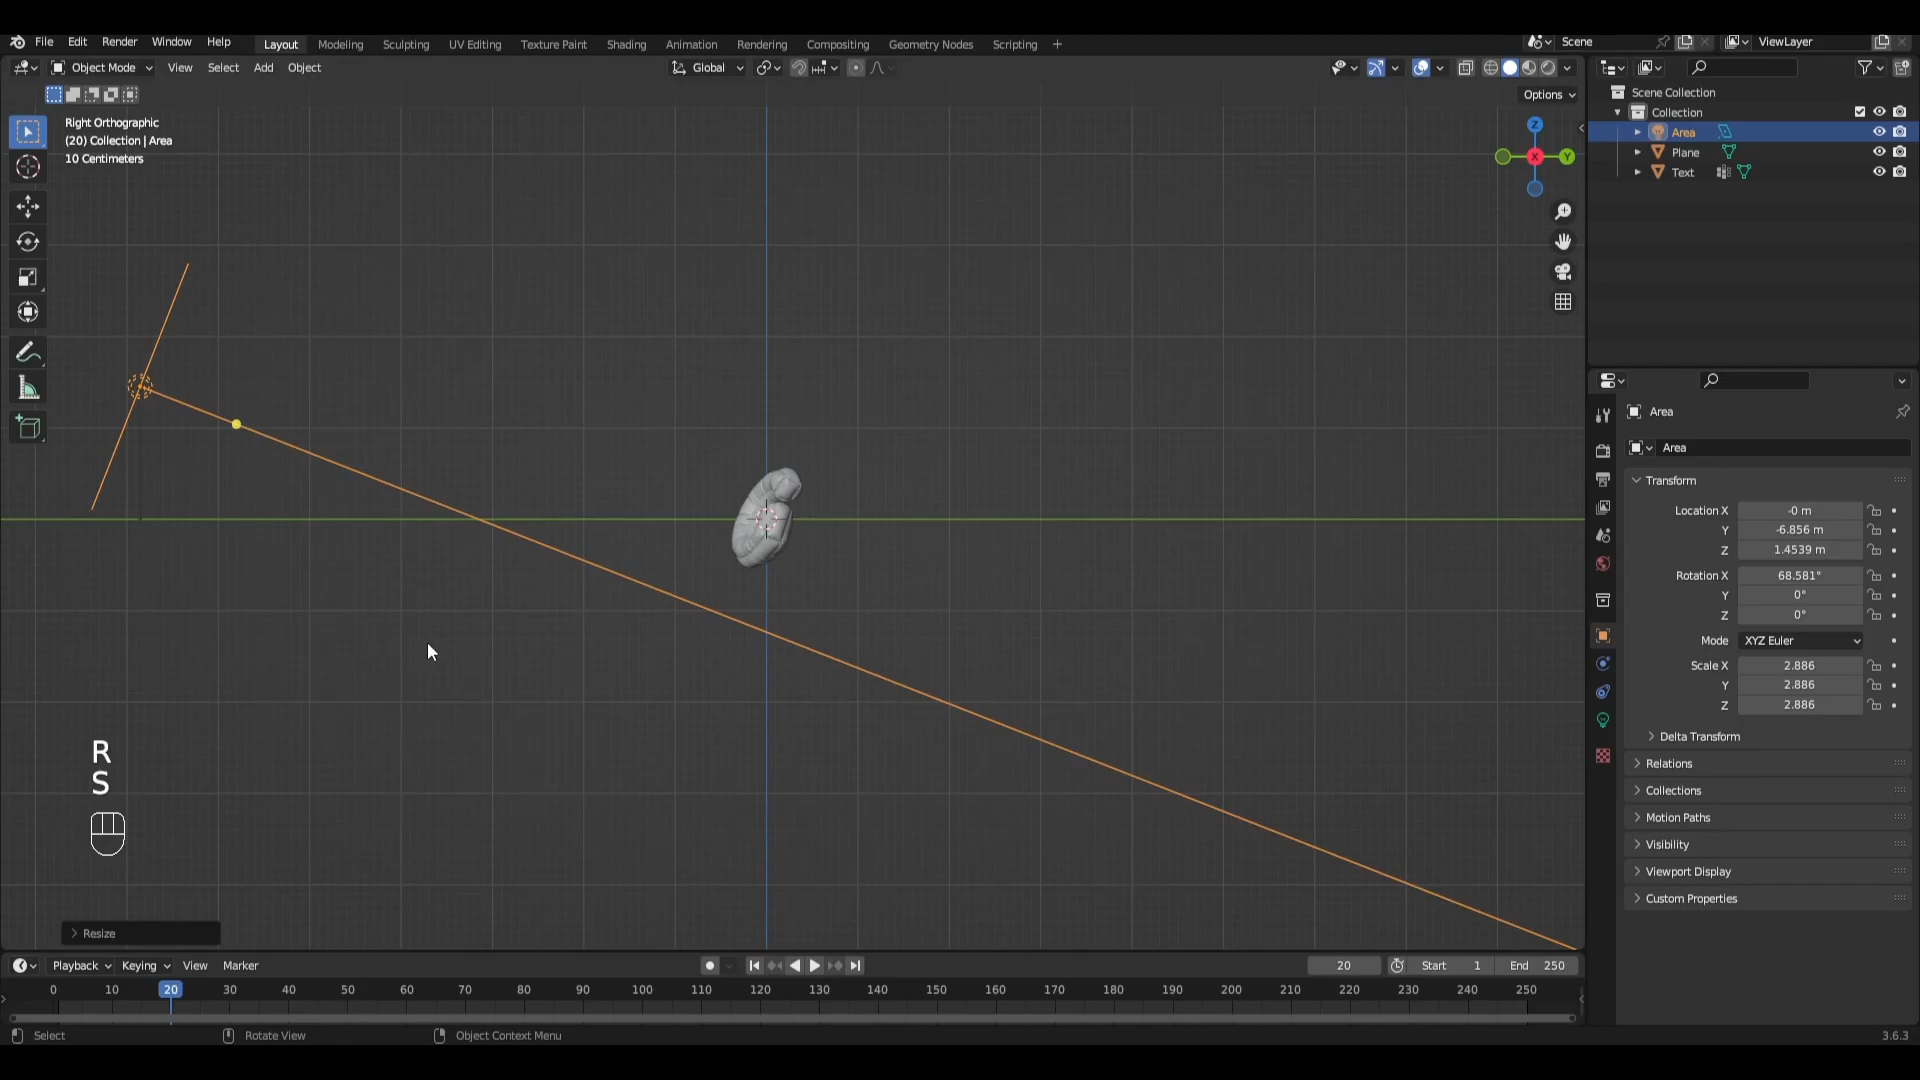 File Edit Render Window Help Layout Modeling Sculpting UV Editing Texture Paint Shading Animation Rendering Compositing Geometry Nodes Scripting + Scene ViewLayer
Object Mode View Select Add Object Global
Options
Right Orthographic
(20) Collection | Area
10 Centimeters
Z
X
Y
Scene Collection
Collection
Area
Plane
Text
Area
Area
Transform
Location X -0 m
Y -6.856 m
Z 1.4539 m
Rotation X 68.581°
Y 0°
Z 0°
Mode XYZ Euler
Scale X 2.886
Y 2.886
Z 2.886
Delta Transform
Relations
Collections
Motion Paths
Visibility
Viewport Display
Custom Properties
R
S
Resize
Playback Keying View Marker 20 Start 1 End 250
0 10 20 30 40 50 60 70 80 90 100 110 120 130 140 150 160 170 180 190 200 210 220 230 240 250
Select Rotate View Object Context Menu 3.6.3